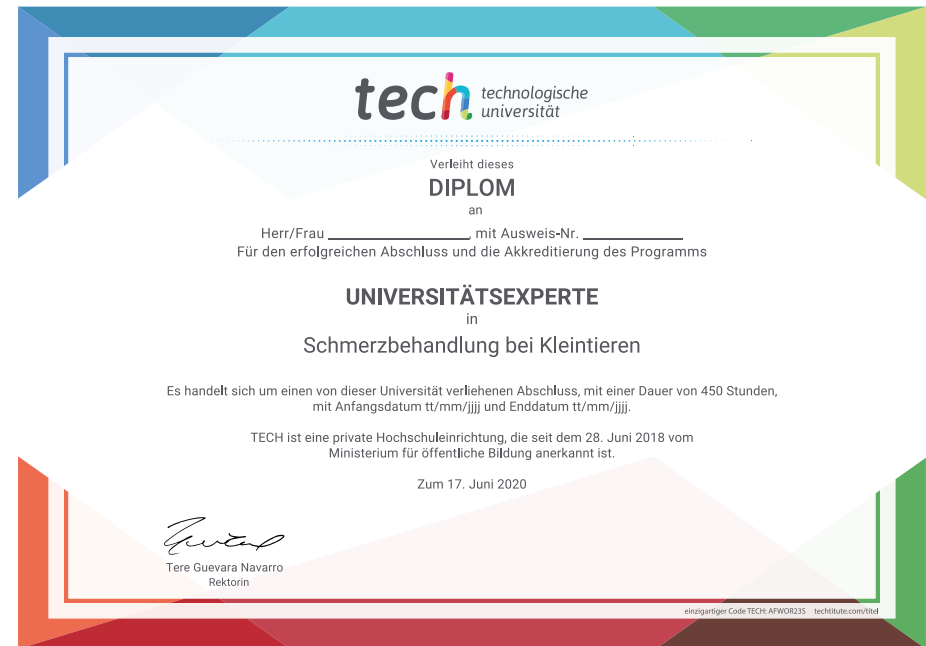 tech technologische
universität
Verleiht dieses
DIPLOM
an
Herr/Frau ____________, mit Ausweis-Nr. ____________
Für den erfolgreichen Abschluss und die Akkreditierung des Programms
UNIVERSITÄTSEXPERTE
in
Schmerzbehandlung bei Kleintieren
Es handelt sich um einen von dieser Universität verliehenen Abschluss, mit einer Dauer von 450 Stunden,
mit Anfangsdatum tt/mm/jjjj und Enddatum tt/mm/jjjj.
TECH ist eine private Hochschuleinrichtung, die seit dem 28. Juni 2018 vom
Ministerium für öffentliche Bildung anerkannt ist.
Zum 17. Juni 2020
Tere Guevara Navarro
Rektorin
einzigartiger Code TECH: AFWOR23S techtitute.com/titel